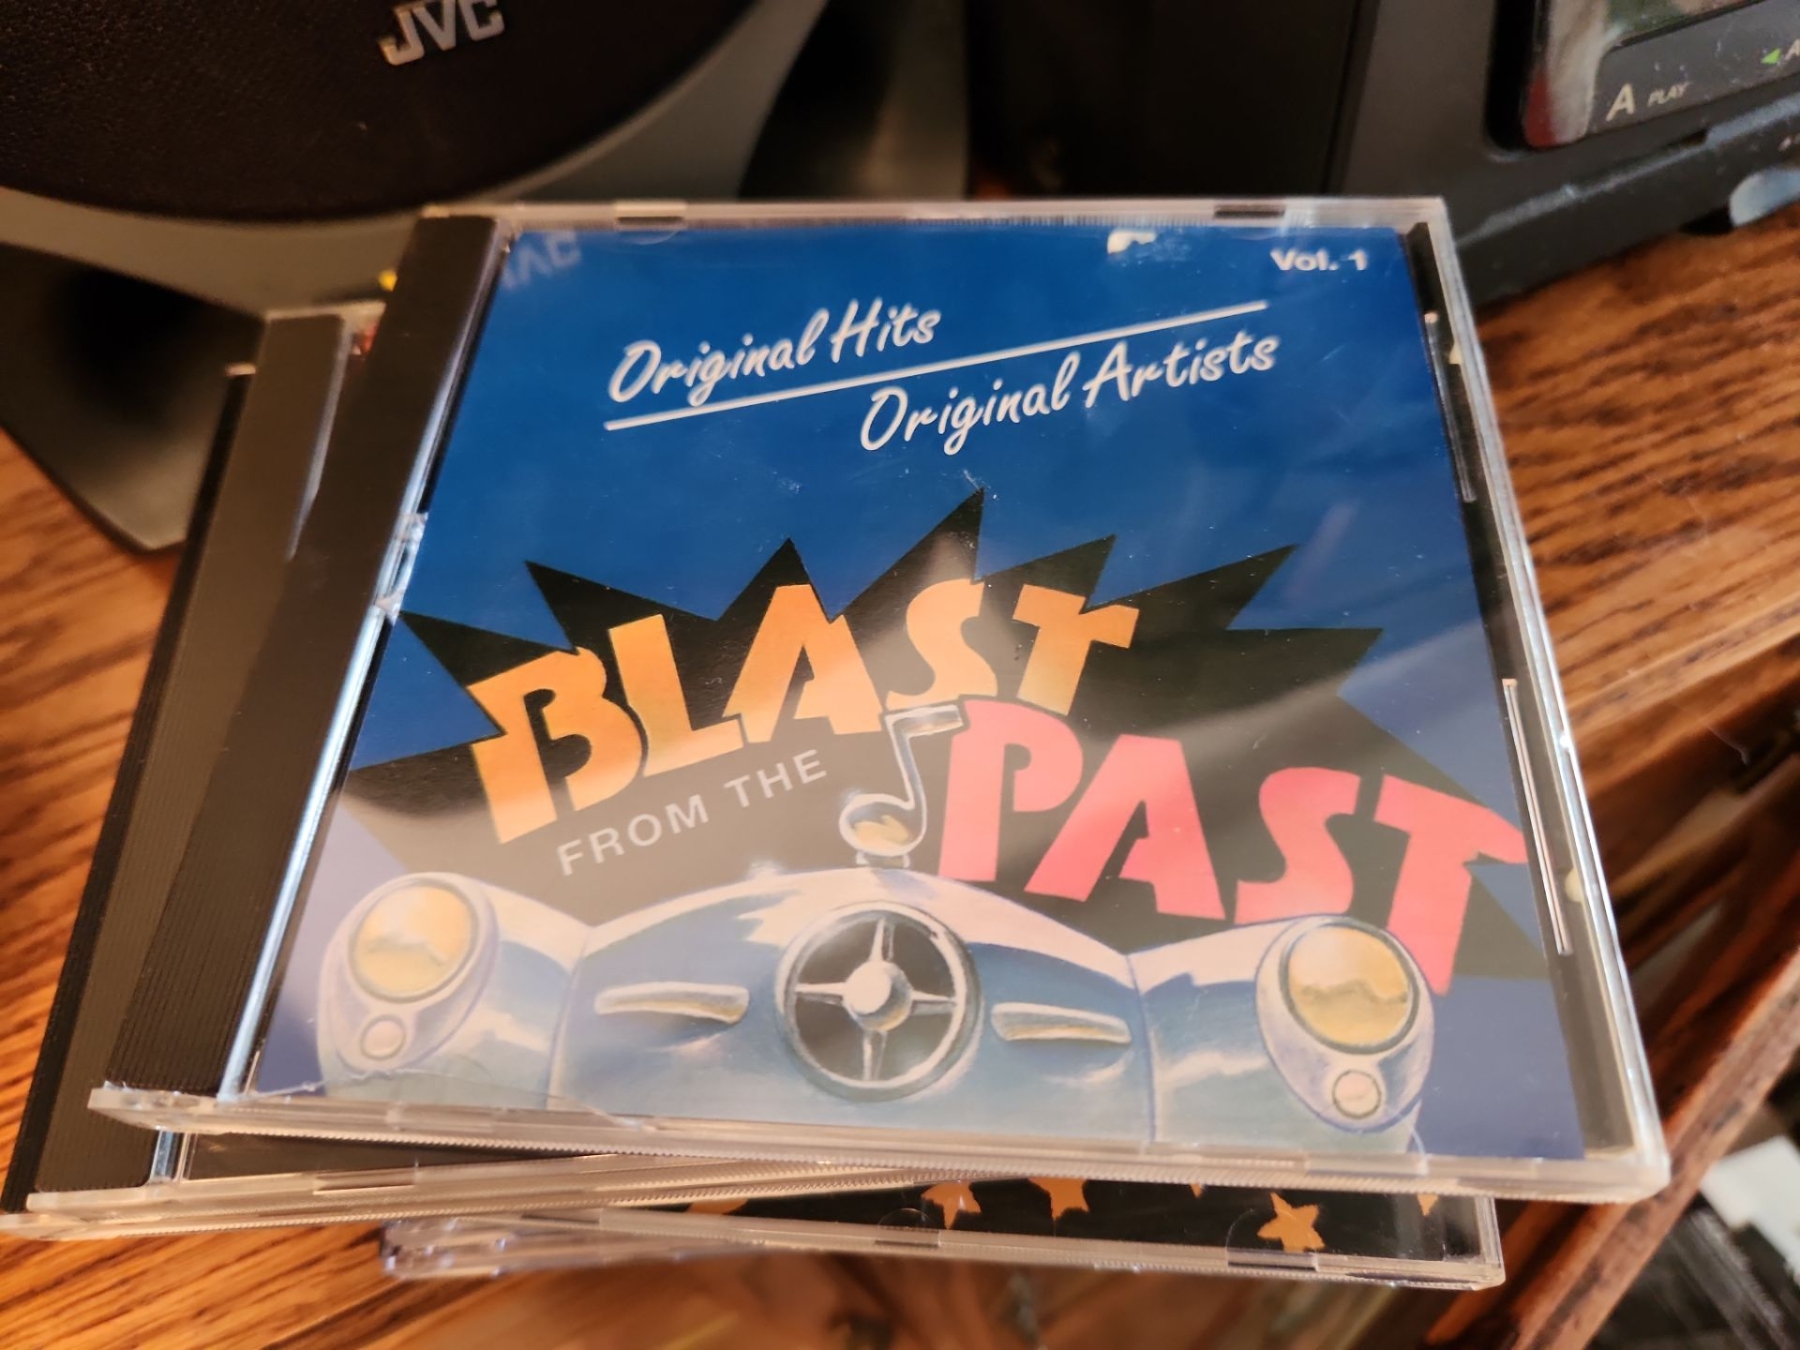 JVC
A PLAY
Vol. 1
Original Hits
Original Artists
BLAST
FROM THE
PAST